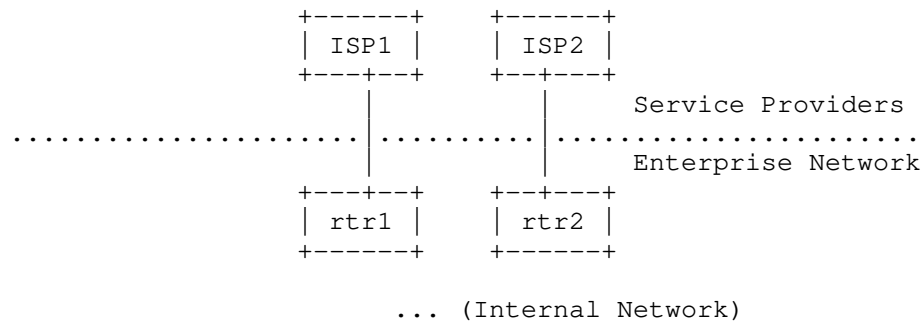 ISP1 ISP2
Service Providers
Enterprise Network
rtr1 rtr2
... (Internal Network)